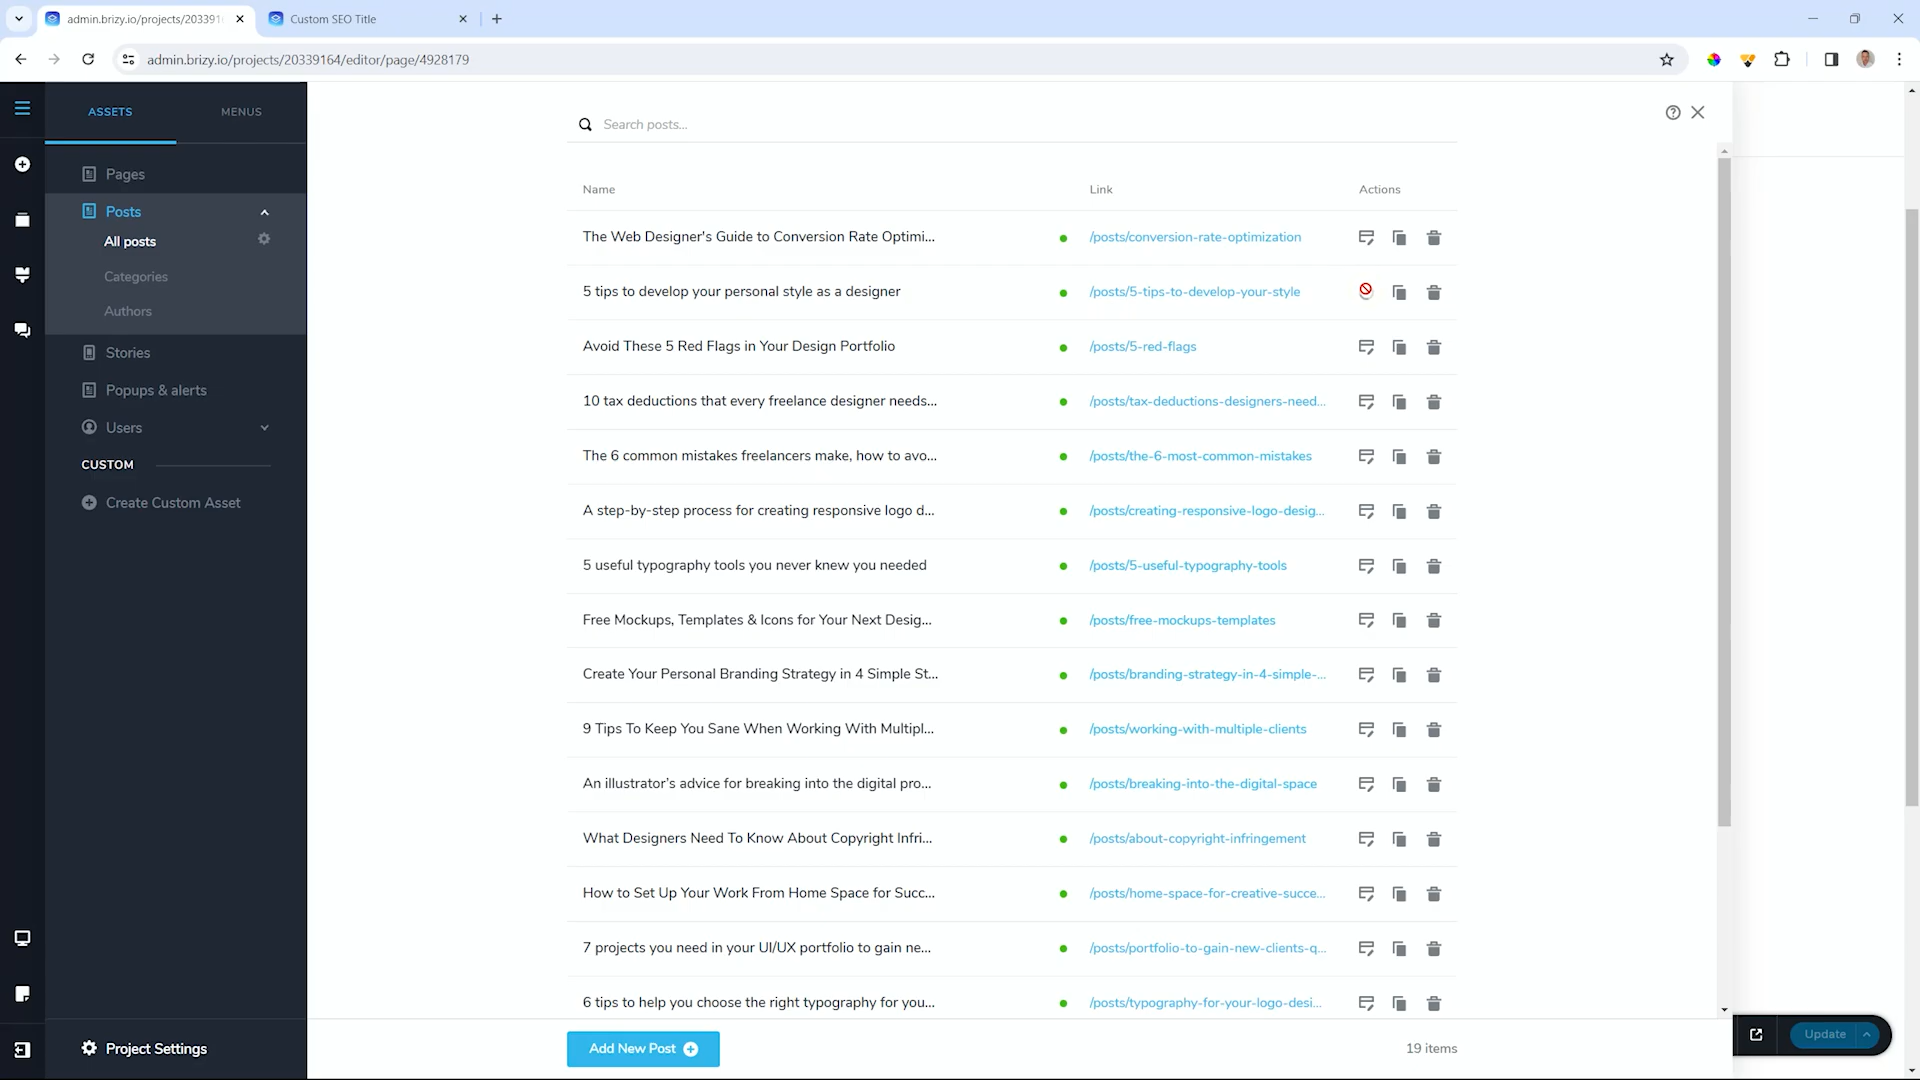 admin.brizy.io/projects/203391
Custom SEO Title
admin.brizy.io/projects/20339164/editor/page/4928179
ASSETS
MENUS
Pages
Posts
All posts
Categories
Authors
Stories
Popups & alerts
Users
CUSTOM
Create Custom Asset
Project Settings
Search posts...
Name Link Actions
The Web Designer's Guide to Conversion Rate Optimi... /posts/conversion-rate-optimization
5 tips to develop your personal style as a designer /posts/5-tips-to-develop-your-style
Avoid These 5 Red Flags in Your Design Portfolio /posts/5-red-flags
10 tax deductions that every freelance designer needs... /posts/tax-deductions-designers-need...
The 6 common mistakes freelancers make, how to avo... /posts/the-6-most-common-mistakes
A step-by-step process for creating responsive logo d... /posts/creating-responsive-logo-desig...
5 useful typography tools you never knew you needed /posts/5-useful-typography-tools
Free Mockups, Templates & Icons for Your Next Desig... /posts/free-mockups-templates
Create Your Personal Branding Strategy in 4 Simple St... /posts/branding-strategy-in-4-simple-...
9 Tips To Keep You Sane When Working With Multipl... /posts/working-with-multiple-clients
An illustrator’s advice for breaking into the digital pro... /posts/breaking-into-the-digital-space
What Designers Need To Know About Copyright Infri... /posts/about-copyright-infringement
How to Set Up Your Work From Home Space for Succ... /posts/home-space-for-creative-succe...
7 projects you need in your UI/UX portfolio to gain ne... /posts/portfolio-to-gain-new-clients-q...
6 tips to help you choose the right typography for you... /posts/typography-for-your-logo-desi...
Add New Post
19 items
Update